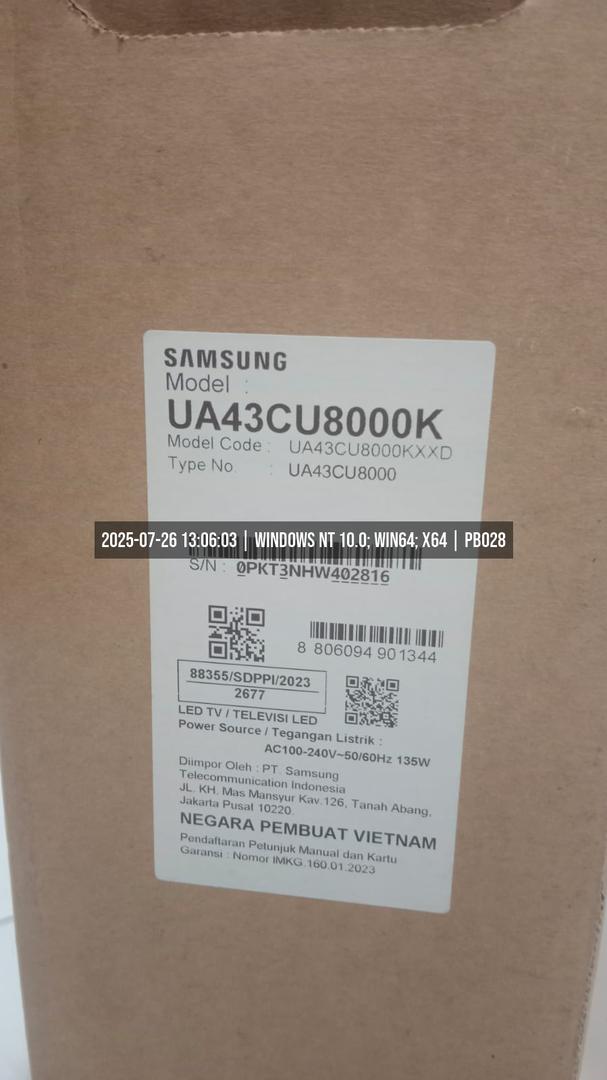 SAMSUNG
Model :
UA43CU8000K
Model Code : UA43CU8000KXXD
Type No : UA43CU8000
2025-07-26 13:06:03 | WINDOWS NT 10.0; WIN64; X64 | PB028
S/N : 0PKT3NHW402816
8 806094 901344
88355/SDPPI/2023
2677
LED TV / TELEVISI LED
Power Source / Tegangan Listrik :
AC100-240V~50/60Hz 135W
Diimpor Oleh : PT. Samsung
Telecommunication Indonesia
JL. KH. Mas Mansyur Kav.126, Tanah Abang,
Jakarta Pusat 10220
NEGARA PEMBUAT VIETNAM
Pendaftaran Petunjuk Manual dan Kartu
Garansi : Nomor IMKG.160.01.2023